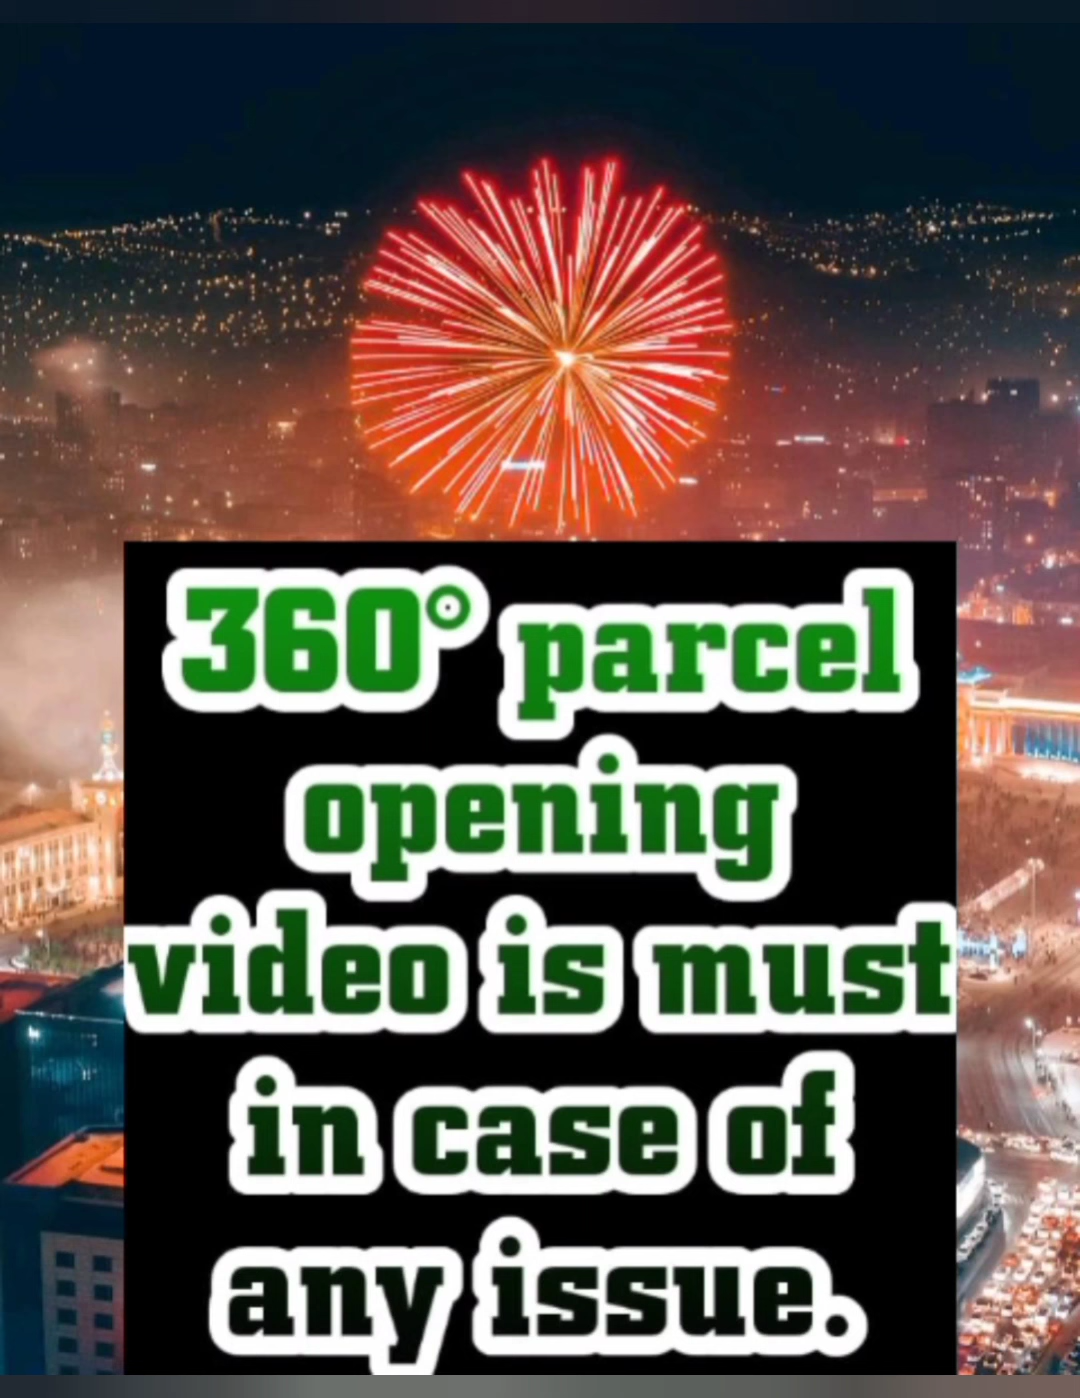 360° parcel
opening
video is must
in case of
any issue.